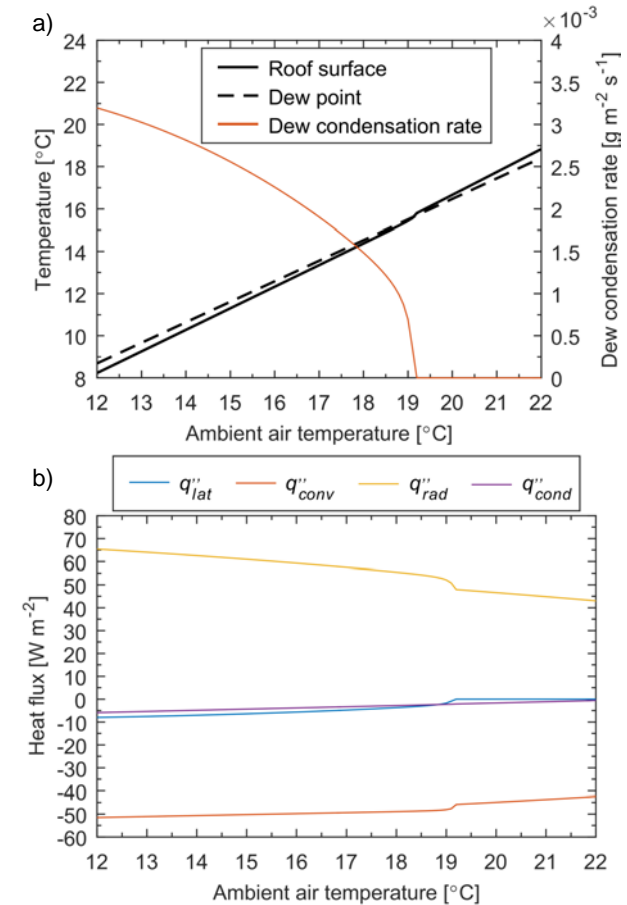 a)
×10⁻³
Roof surface
Dew point
Dew condensation rate
Temperature [°C]
24
22
20
18
16
14
12
10
8
Dew condensation rate [g m⁻² s⁻¹]
4
3.5
3
2.5
2
1.5
1
0.5
0
12 13 14 15 16 17 18 19 20 21 22
Ambient air temperature [°C]
b)
q''lat q''conv q''rad q''cond
Heat flux [W m⁻²]
80
70
60
50
40
30
20
10
0
-10
-20
-30
-40
-50
-60
12 13 14 15 16 17 18 19 20 21 22
Ambient air temperature [°C]